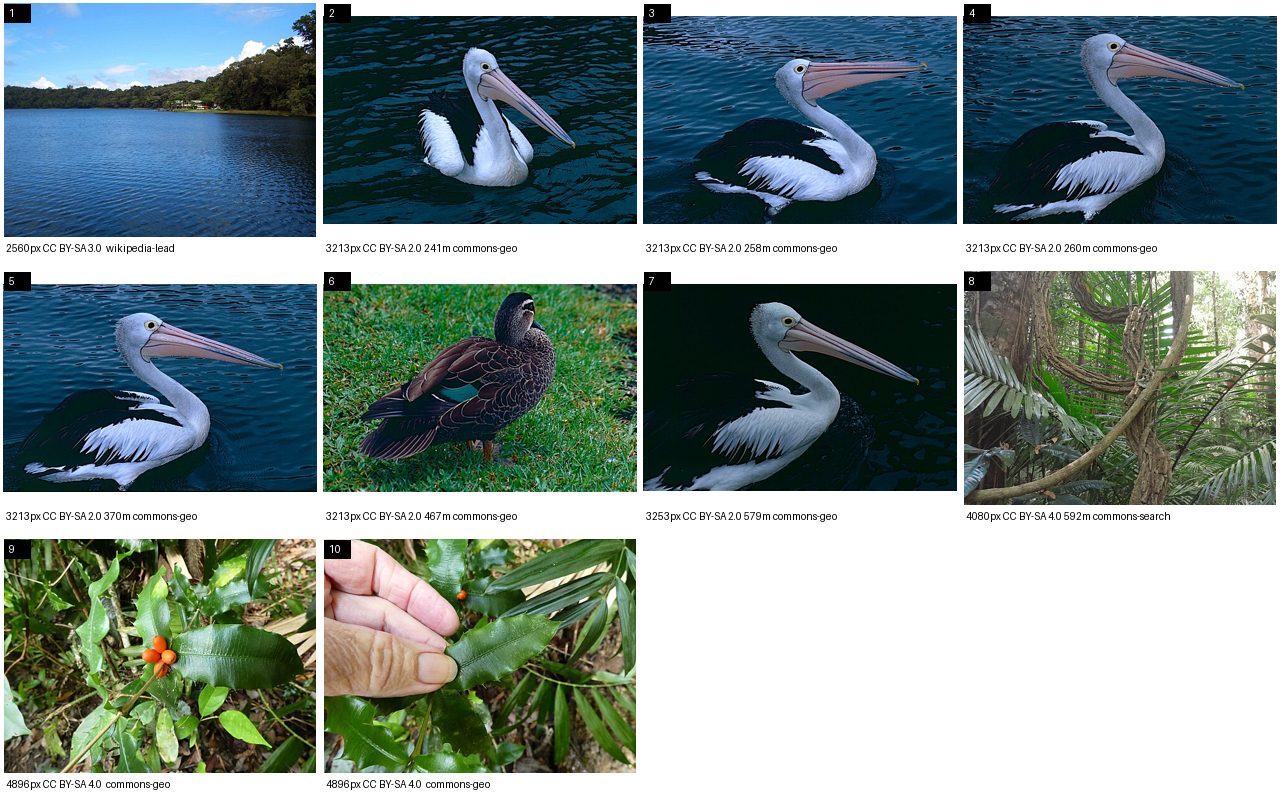 1
2
3
4
2560px CC BY-SA 3.0 wikipedia-lead
3213px CC BY-SA 2.0 241m commons-geo
3213px CC BY-SA 2.0 258m commons-geo
3213px CC BY-SA 2.0 260m commons-geo
5
6
7
8
3213px CC BY-SA 2.0 370m commons-geo
3213px CC BY-SA 2.0 467m commons-geo
3253px CC BY-SA 2.0 579m commons-geo
4080px CC BY-SA 4.0 592m commons-search
9
10
4896px CC BY-SA 4.0 commons-geo
4896px CC BY-SA 4.0 commons-geo